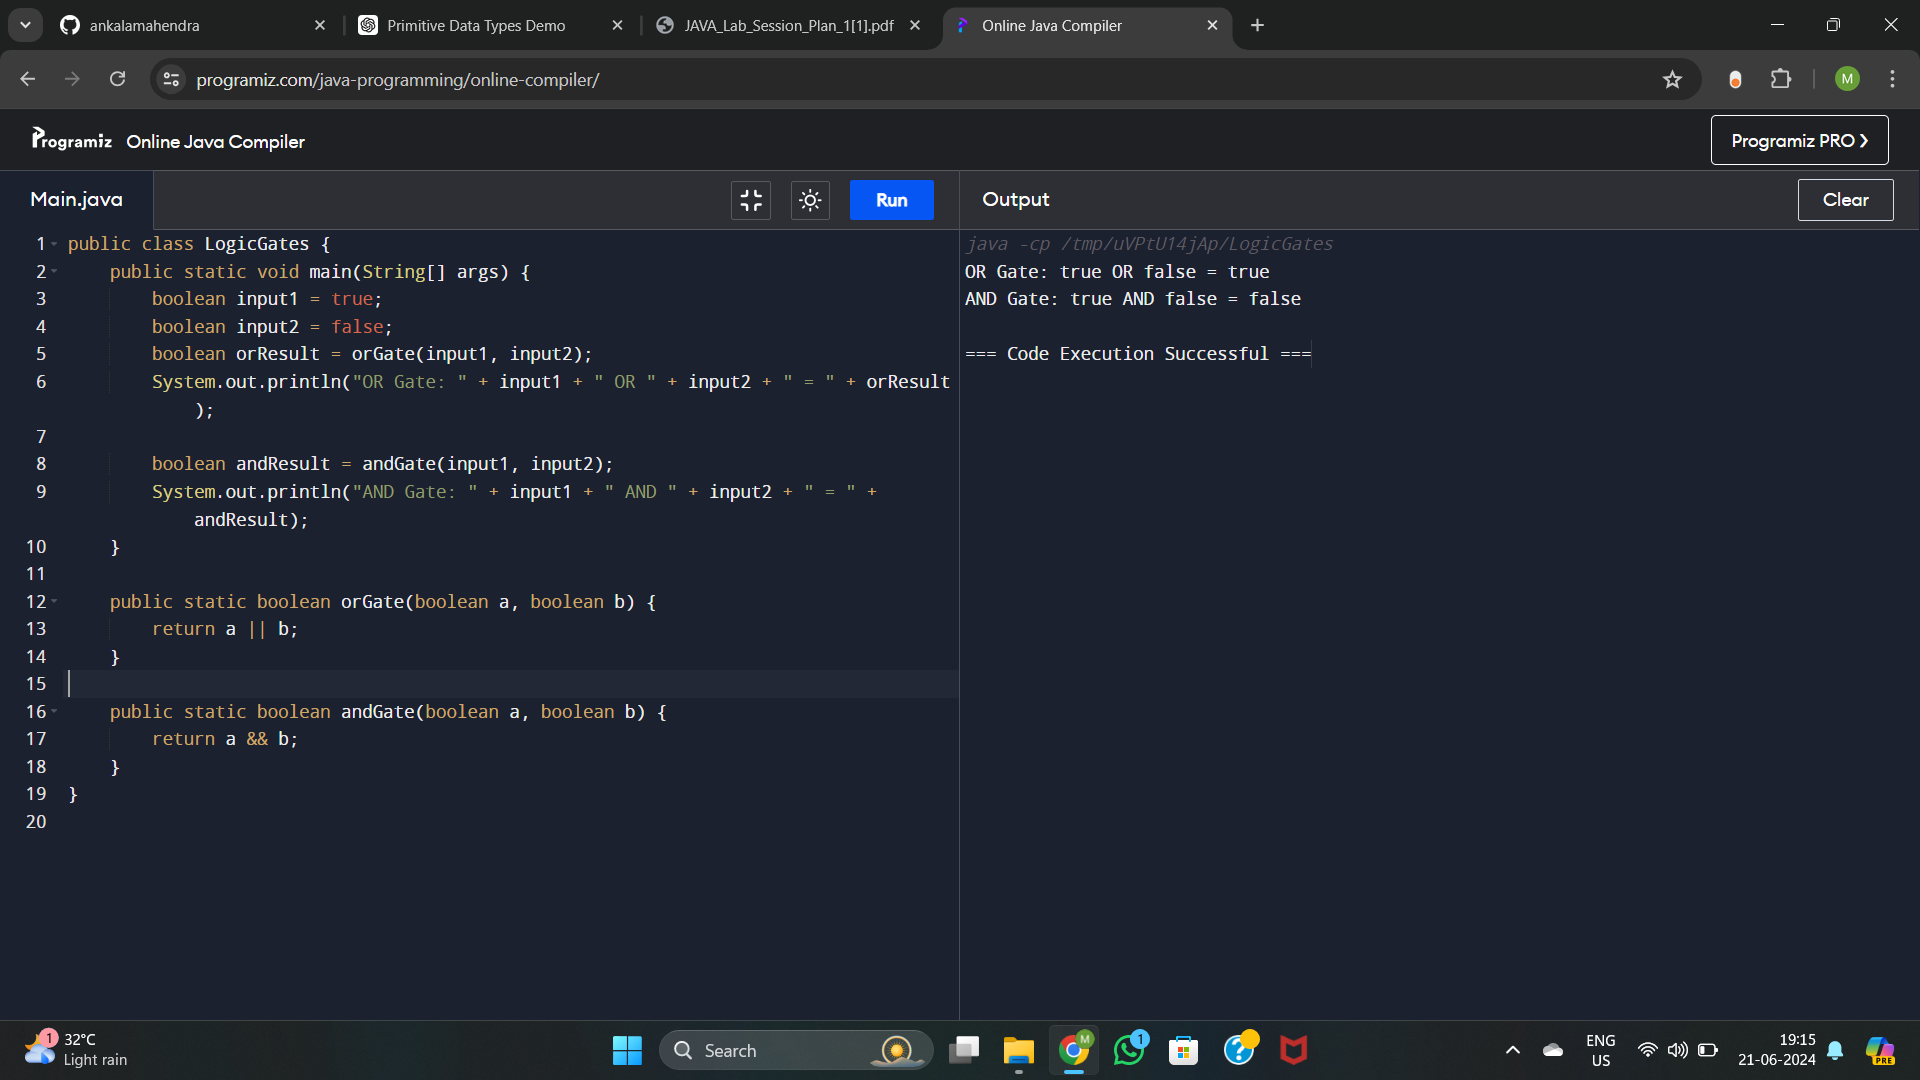 ankalamahendra
Primitive Data Types Demo
JAVA_Lab_Session_Plan_1[1].pdf
Online Java Compiler
programiz.com/java-programming/online-compiler/
M
Programiz
Online Java Compiler
Programiz PRO
Main.java
Run
Output
Clear
1 public class LogicGates {
2 public static void main(String[] args) {
3 boolean input1 = true;
4 boolean input2 = false;
5 boolean orResult = orGate(input1, input2);
6 System.out.println("OR Gate: " + input1 + " OR " + input2 + " = " + orResult
);
7
8 boolean andResult = andGate(input1, input2);
9 System.out.println("AND Gate: " + input1 + " AND " + input2 + " = " +
andResult);
10 }
11
12 public static boolean orGate(boolean a, boolean b) {
13 return a || b;
14 }
15
16 public static boolean andGate(boolean a, boolean b) {
17 return a && b;
18 }
19 }
20
java -cp /tmp/uVPtU14jAp/LogicGates
OR Gate: true OR false = true
AND Gate: true AND false = false
=== Code Execution Successful ===
1
32°C
Light rain
Search
M
1
ENG
US
19:15
21-06-2024
PRE